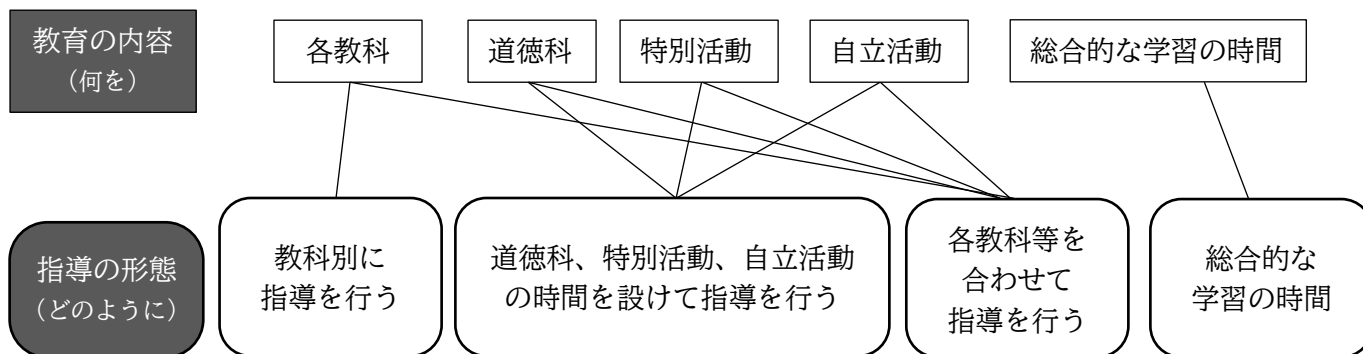 教育の内容
（何を）
各教科
道徳科
特別活動
自立活動
総合的な学習の時間
指導の形態
（どのように）
教科別に
指導を行う
道徳科、特別活動、自立活動
の時間を設けて指導を行う
各教科等を
合わせて
指導を行う
総合的な
学習の時間